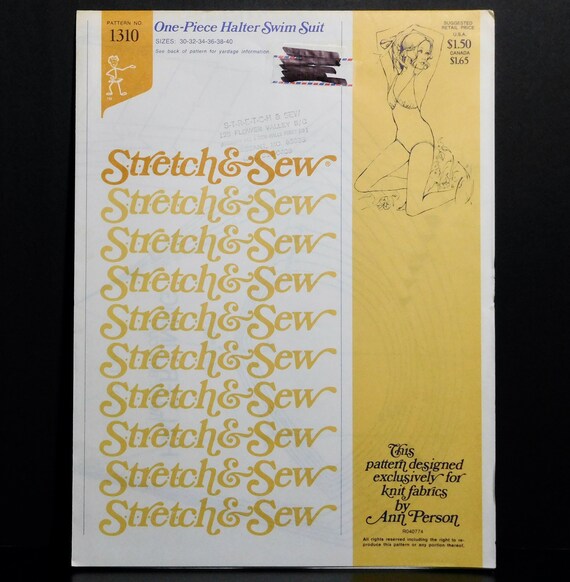 PATTERN NO.
1310
One-Piece Halter Swim Suit
SIZES: 30-32-34-36-38-40
See back of pattern for yardage information.
SUGGESTED
RETAIL PRICE
U.S.A.
$1.50
CANADA
$1.65
STRETCH & SEW
Stretch & Sew®
Stretch & Sew
Stretch & Sew
Stretch & Sew
Stretch & Sew
Stretch & Sew
Stretch & Sew
Stretch & Sew
Stretch & Sew
Stretch & Sew
This
pattern designed
exclusively for
knit fabrics
by
Ann Person
All rights reserved including the right to re-
produce this pattern or any portion thereof.